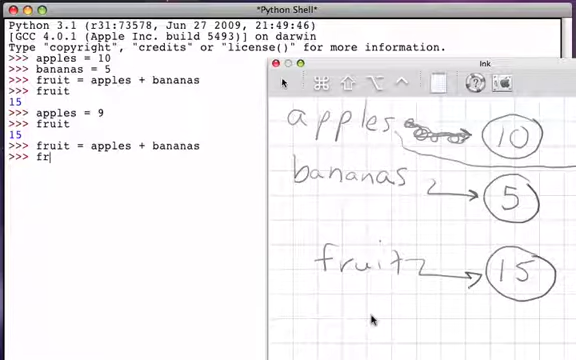 *Python Shell*
Python 3.1 (r31:73578, Jun 27 2009, 21:49:46)
[GCC 4.0.1 (Apple Inc. build 5493)] on darwin
Type "copyright", "credits" or "license()" for more information.
>>> apples = 10
>>> bananas = 5
>>> fruit = apples + bananas
>>> fruit
15
>>> apples = 9
>>> fruit
15
>>> fruit = apples + bananas
>>> fr
Ink
apples 10
bananas 5
fruit 15